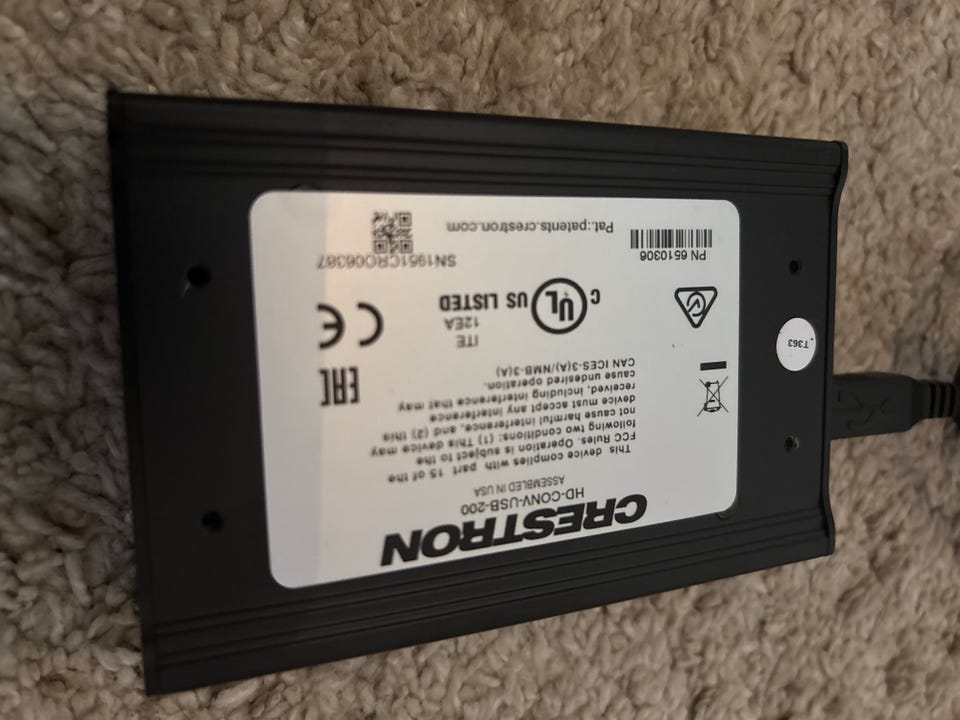 CRESTRON
HD-CONV-USB-200
ASSEMBLED IN USA
This device complies with part 15 of the
FCC Rules. Operation is subject to the
following two conditions: (1) This device may
not cause harmful interference, and (2) this
device must accept any interference
received, including interference that may
cause undesired operation.
CAN ICES-3(A)/NMB-3(A)
EAC
ITE
12EA
C UL US LISTED
CE
PN 6510306
SN1951CRO06387
Pat.:patents.crestron.com
T363